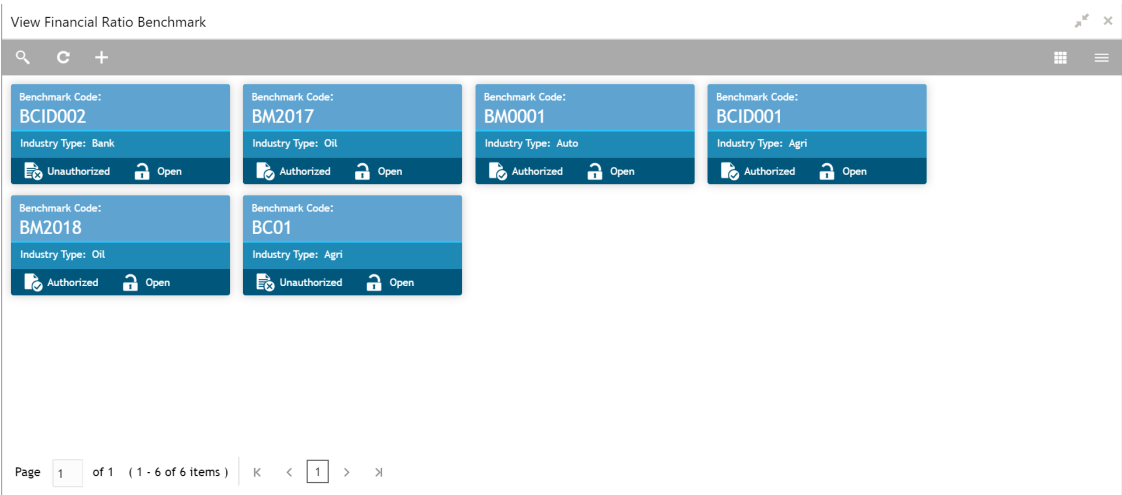 View Financial Ratio Benchmark
Benchmark Code:
BCID002
Industry Type: Bank
Unauthorized Open
Benchmark Code:
BM2017
Industry Type: Oil
Authorized Open
Benchmark Code:
BM0001
Industry Type: Auto
Authorized Open
Benchmark Code:
BCID001
Industry Type: Agri
Authorized Open
Benchmark Code:
BM2018
Industry Type: Oil
Authorized Open
Benchmark Code:
BC01
Industry Type: Agri
Unauthorized Open
Page 1 of 1 ( 1 - 6 of 6 items ) 1